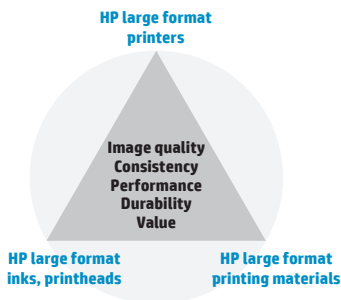 HP large format
printers
Image quality
Consistency
Performance
Durability
Value
HP large format
inks, printheads
HP large format
printing materials